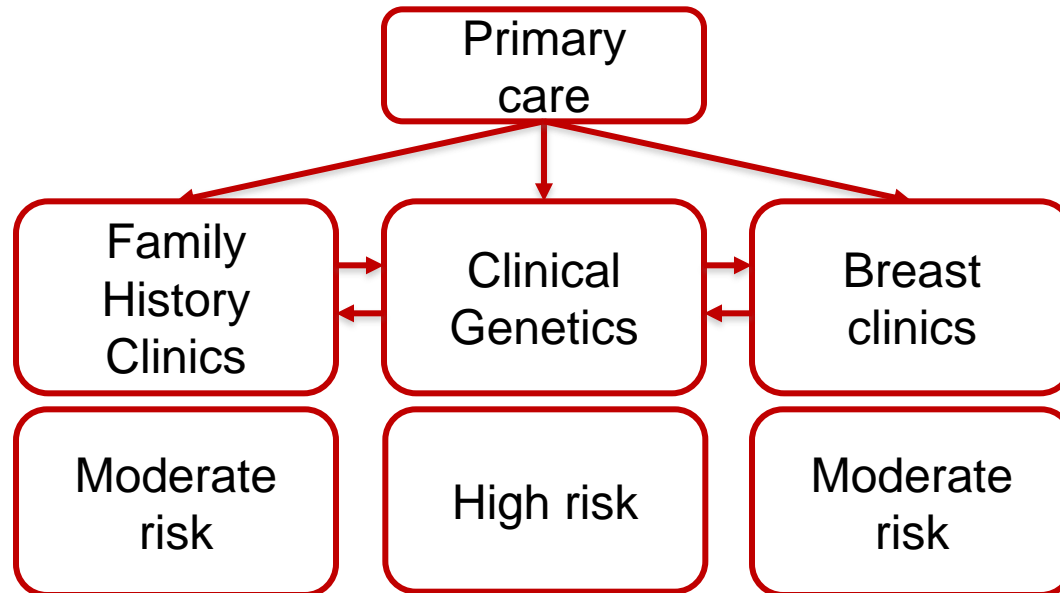 Primary
care
Family
History
Clinics
Clinical
Genetics
Breast
clinics
Moderate
risk
High risk
Moderate
risk